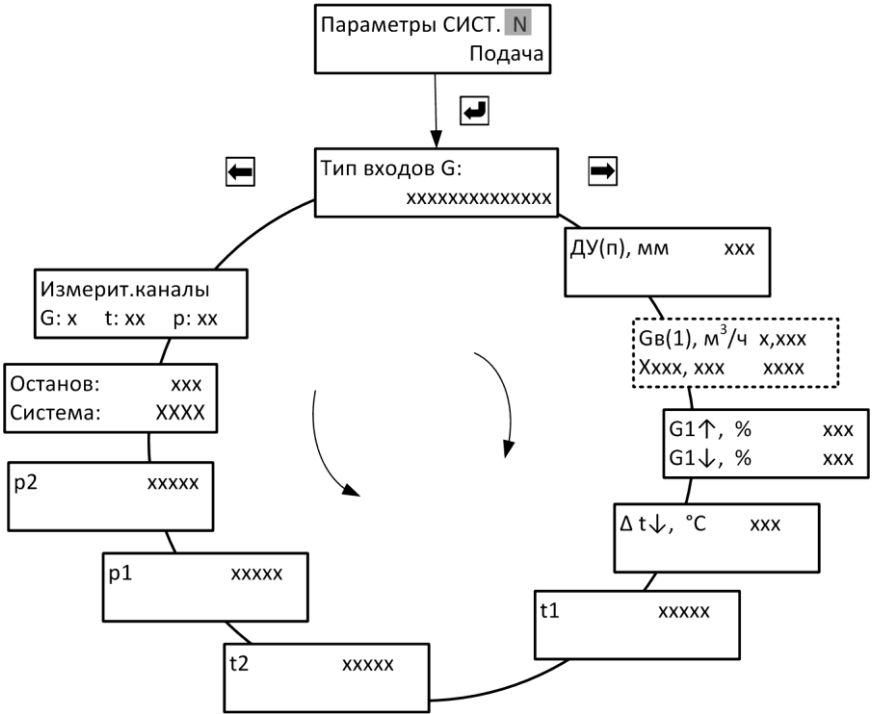 Параметры СИСТ. N
Подача
Тип входов G:
xxxxxxxxxxxxxx
ДУ(п), мм xxx
Gв(1), м³/ч x,xxx
Xxxx, xxx xxxx
G1↑, % xxx
G1↓, % xxx
Δ t↓, °C xxx
t1 xxxxx
t2 xxxxx
p1 xxxxx
p2 xxxxx
Останов: xxx
Система: XXXX
Измерит.каналы
G: x t: xx p: xx